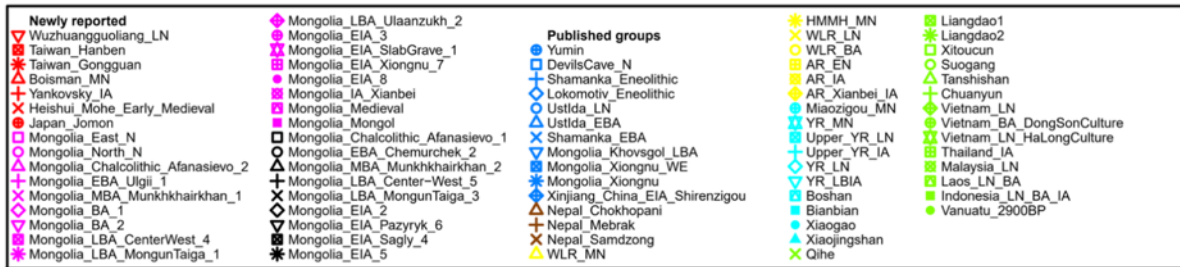 Newly reported
Wuzhuangguoliang_LN
Taiwan_Hanben
Taiwan_Gongguan
Boisman_MN
Yankovsky_IA
Heishui_Mohe_Early_Medieval
Japan_Jomon
Mongolia_East_N
Mongolia_North_N
Mongolia_Chalcolithic_Afanasievo_2
Mongolia_EBA_Ulgii_1
Mongolia_MBA_Munkhkhairkhan_1
Mongolia_BA_1
Mongolia_BA_2
Mongolia_LBA_CenterWest_4
Mongolia_LBA_MongunTaiga_1
Mongolia_LBA_Ulaanzukh_2
Mongolia_EIA_3
Mongolia_EIA_SlabGrave_1
Mongolia_EIA_Xiongnu_7
Mongolia_EIA_8
Mongolia_IA_Xianbei
Mongolia_Medieval
Mongolia_Mongol
Mongolia_Chalcolithic_Afanasievo_1
Mongolia_EBA_Chemurchek_2
Mongolia_MBA_Munkhkhairkhan_2
Mongolia_LBA_Center-West_5
Mongolia_LBA_MongunTaiga_3
Mongolia_EIA_2
Mongolia_EIA_Pazyryk_6
Mongolia_EIA_Sagly_4
Mongolia_EIA_5
Published groups
Yumin
DevilsCave_N
Shamanka_Eneolithic
Lokomotiv_Eneolithic
UstIda_LN
UstIda_EBA
Shamanka_EBA
Mongolia_Khovsgol_LBA
Mongolia_Xiongnu_WE
Mongolia_Xiongnu
Xinjiang_China_EIA_Shirenzigou
Nepal_Chokhopani
Nepal_Mebrak
Nepal_Samdzong
WLR_MN
HMMH_MN
WLR_LN
WLR_BA
AR_EN
AR_IA
AR_Xianbei_IA
Miaozigou_MN
YR_MN
Upper_YR_LN
Upper_YR_IA
YR_LN
YR_LBIA
Boshan
Bianbian
Xiaogao
Xiaojingshan
Qihe
Liangdao1
Liangdao2
Xitoucun
Suogang
Tanshishan
Chuanyun
Vietnam_LN
Vietnam_BA_DongSonCulture
Vietnam_LN_HaLongCulture
Thailand_IA
Malaysia_LN
Laos_LN_BA
Indonesia_LN_BA_IA
Vanuatu_2900BP